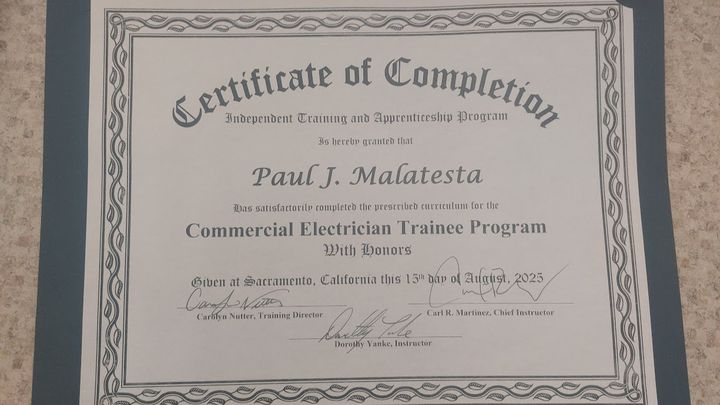 Certificate of Completion
Independent Training and Apprenticeship Program
Is hereby granted that
Paul J. Malatesta
Has satisfactorily completed the prescribed curriculum for the
Commercial Electrician Trainee Program
With Honors
Given at Sacramento, California this 15th day of August, 2025
Carolyn Nutter, Training Director
Carl R. Martinez, Chief Instructor
Dorothy Yanke, Instructor